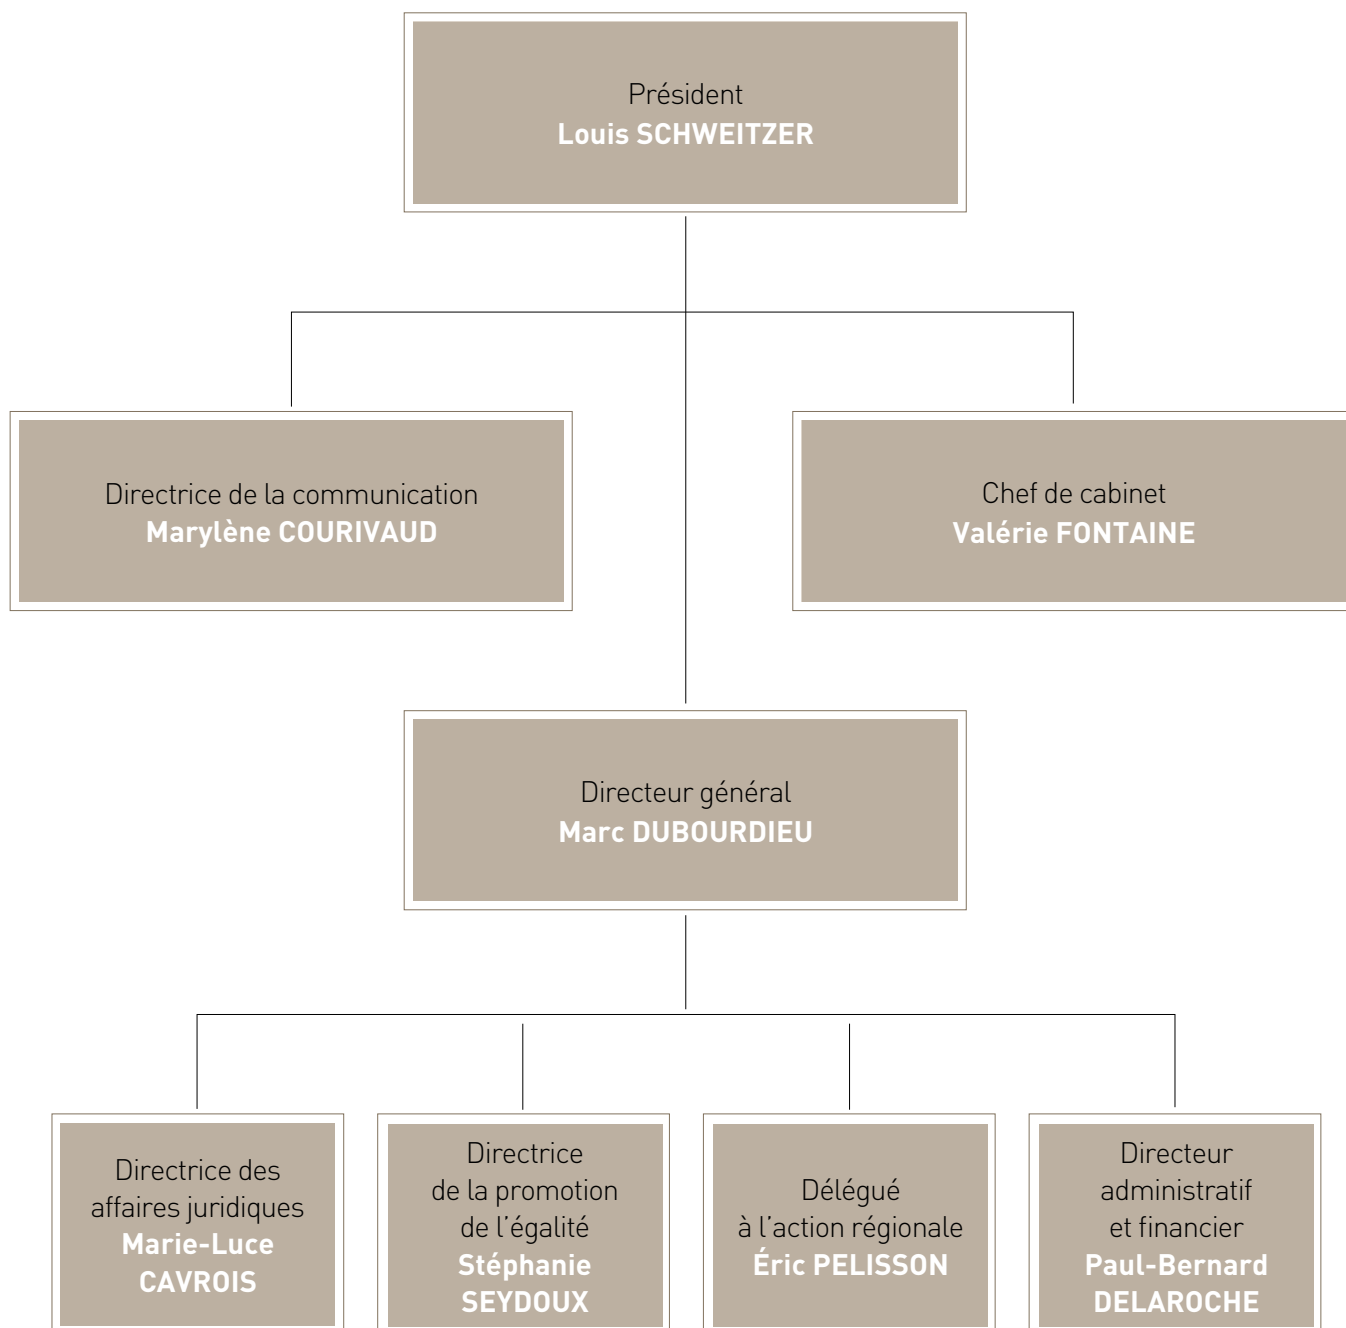 Président
Louis SCHWEITZER
Directrice de la communication
Marylène COURIVAUD
Chef de cabinet
Valérie FONTAINE
Directeur général
Marc DUBOURDIEU
Directrice des
affaires juridiques
Marie-Luce
CAVROIS
Directrice
de la promotion
de l’égalité
Stéphanie
SEYDOUX
Délégué
à l’action régionale
Éric PELISSON
Directeur
administratif
et financier
Paul-Bernard
DELAROCHE